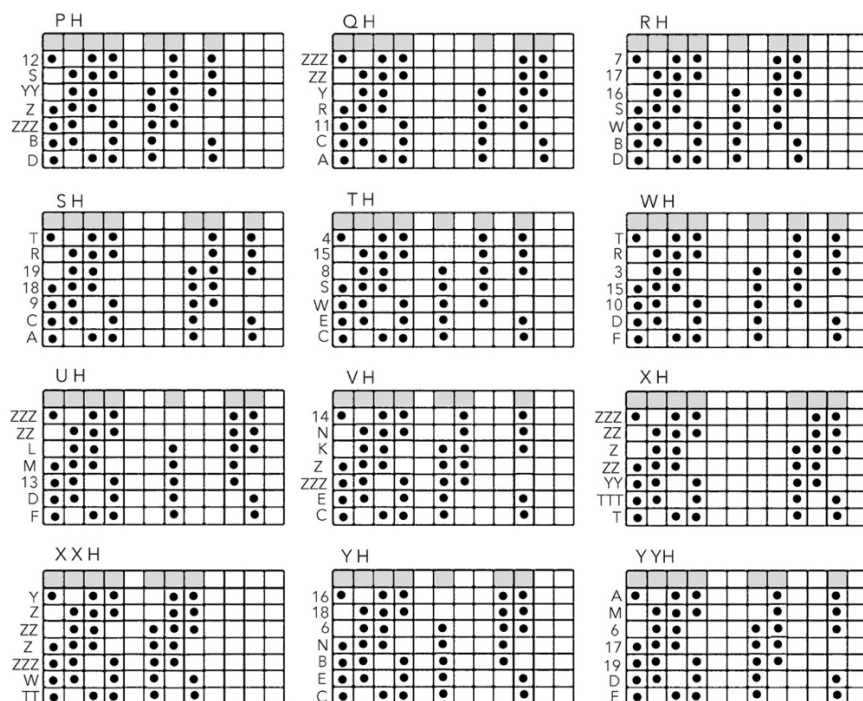 PH
12
S
YY
Z
ZZZ
B
D
QH
ZZZ
ZZ
Y
R
11
C
A
RH
7
17
16
S
W
B
D
SH
T
R
19
18
9
C
A
TH
4
15
8
S
W
E
C
WH
T
R
3
15
10
D
F
UH
ZZZ
ZZ
L
M
13
D
F
VH
14
N
K
Z
ZZZ
E
C
XH
ZZZ
ZZ
Z
ZZ
YY
TTT
T
XXH
Y
Z
ZZ
Z
ZZZ
W
TT
YH
16
18
6
N
B
E
C
YYH
A
M
6
17
19
D
F